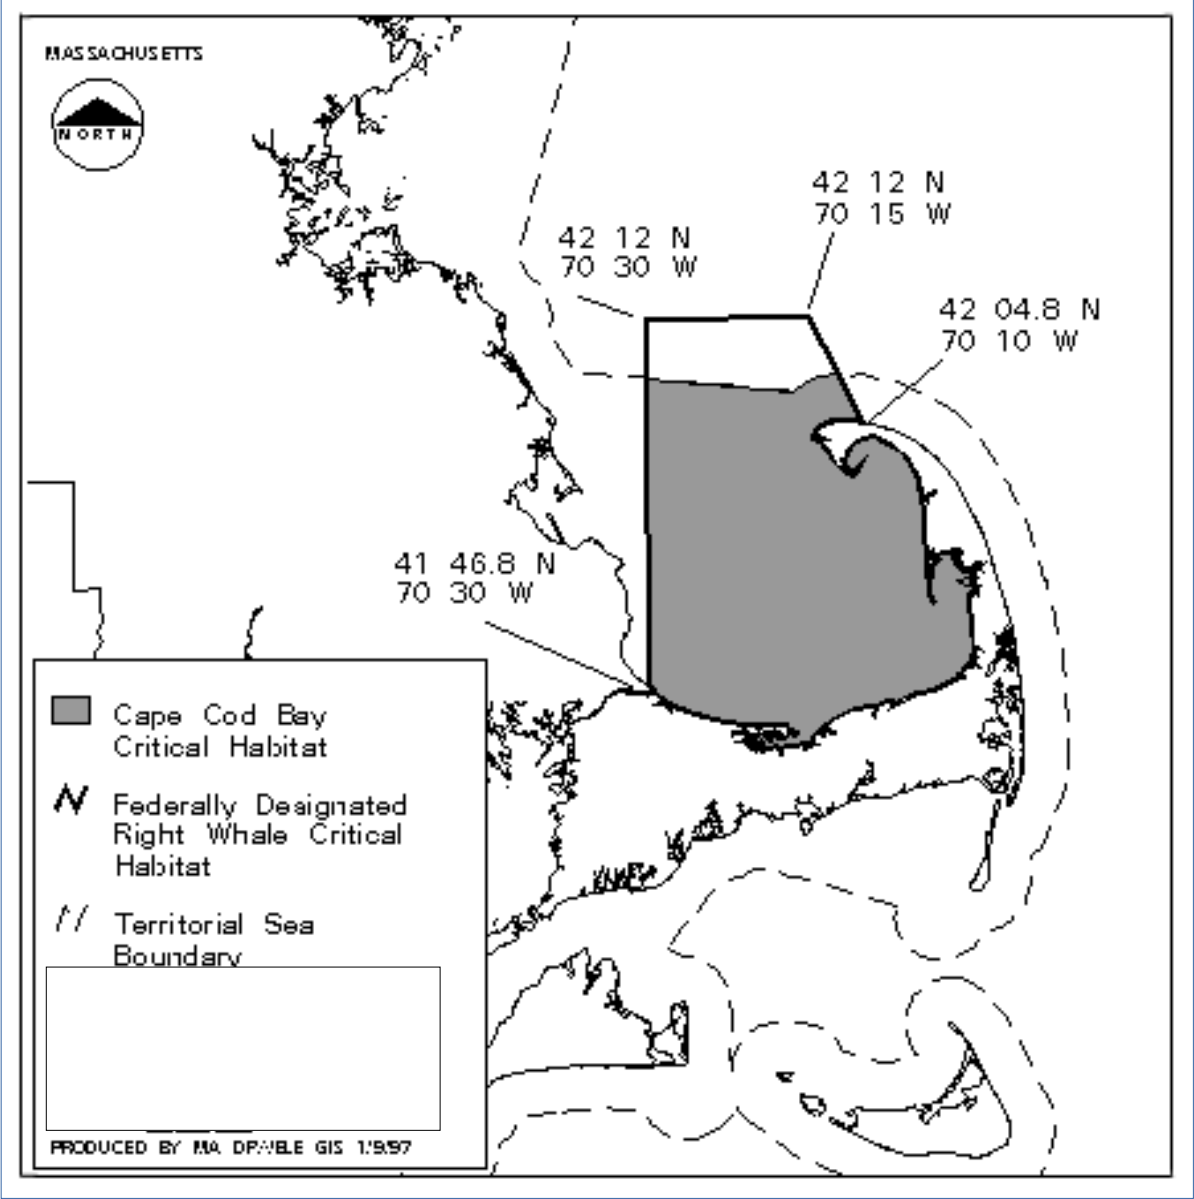 MASSACHUSETTS
NORTH
42 12 N
70 15 W
42 12 N
70 30 W
42 04.8 N
70 10 W
41 46.8 N
70 30 W
Cape Cod Bay
Critical Habitat
Federally Designated
Right Whale Critical
Habitat
Territorial Sea
Boundary
PRODUCED BY MA GIS 1/9/97